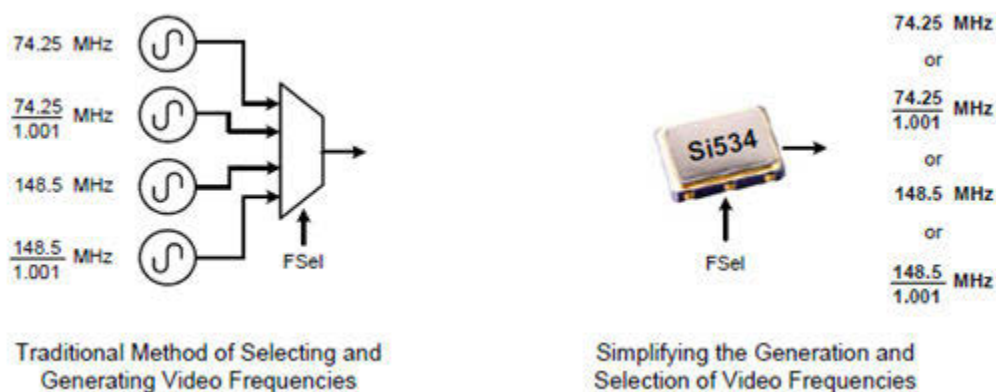 74.25 MHz
74.25
1.001 MHz
148.5 MHz
148.5
1.001 MHz
FSel
Traditional Method of Selecting and
Generating Video Frequencies
Si534
FSel
74.25 MHz
or
74.25
1.001 MHz
or
148.5 MHz
or
148.5
1.001 MHz
Simplifying the Generation and
Selection of Video Frequencies